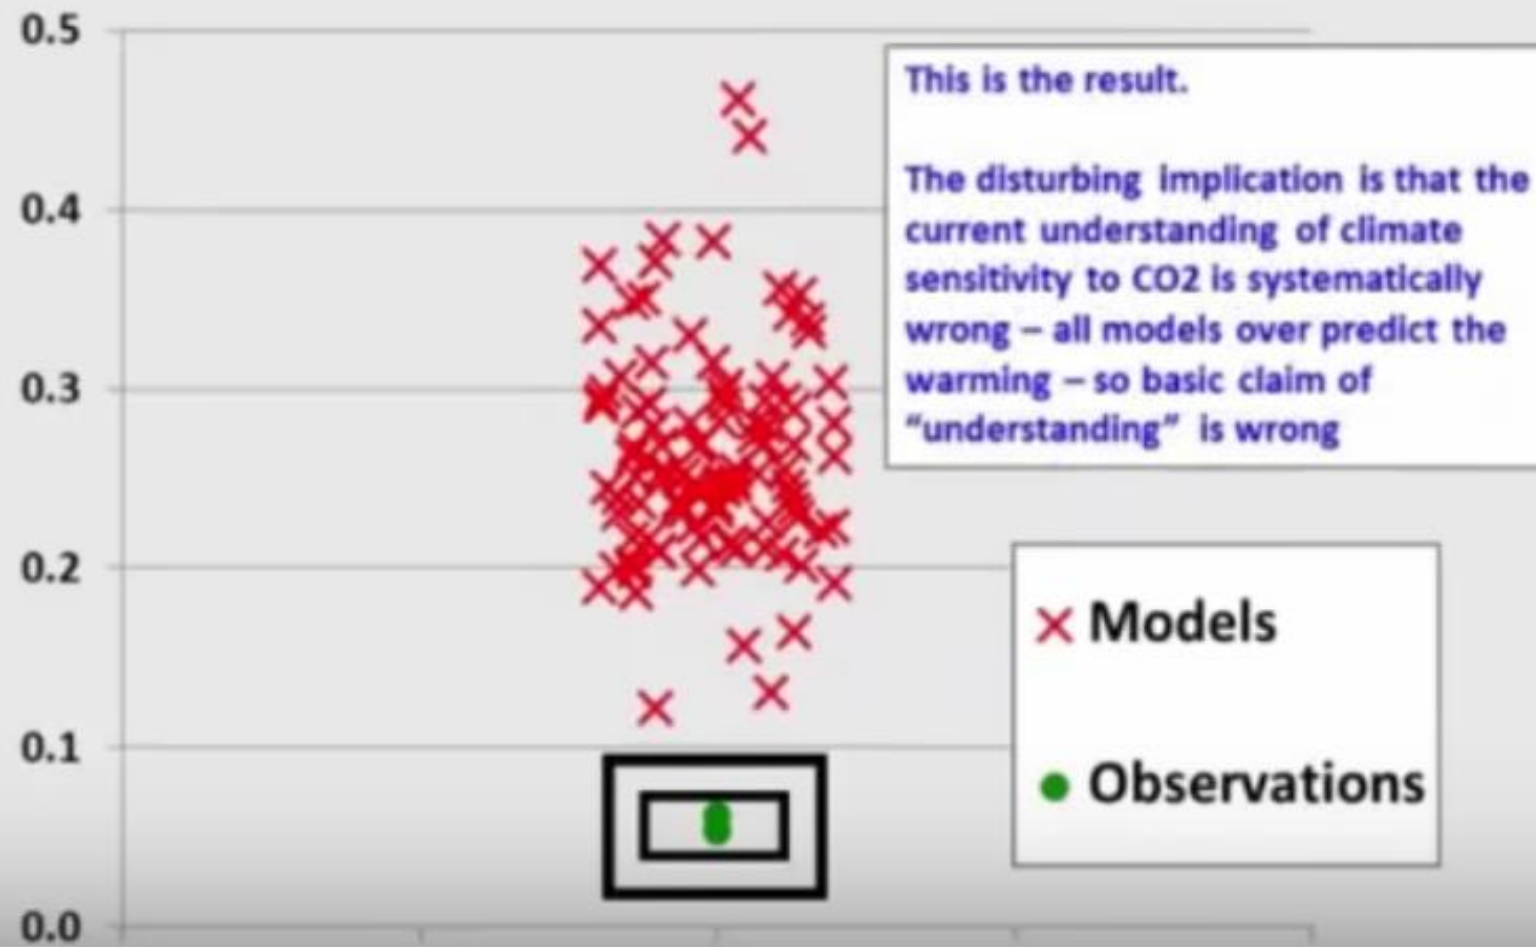 0.5
This is the result.
The disturbing implication is that the
0.4
current understanding of climate
sensitivity to CO2 is systematically
wrong – all models over predict the
warming – so basic claim of
0.3
“understanding” is wrong
0.2
Models
0.1
Observations
0.0